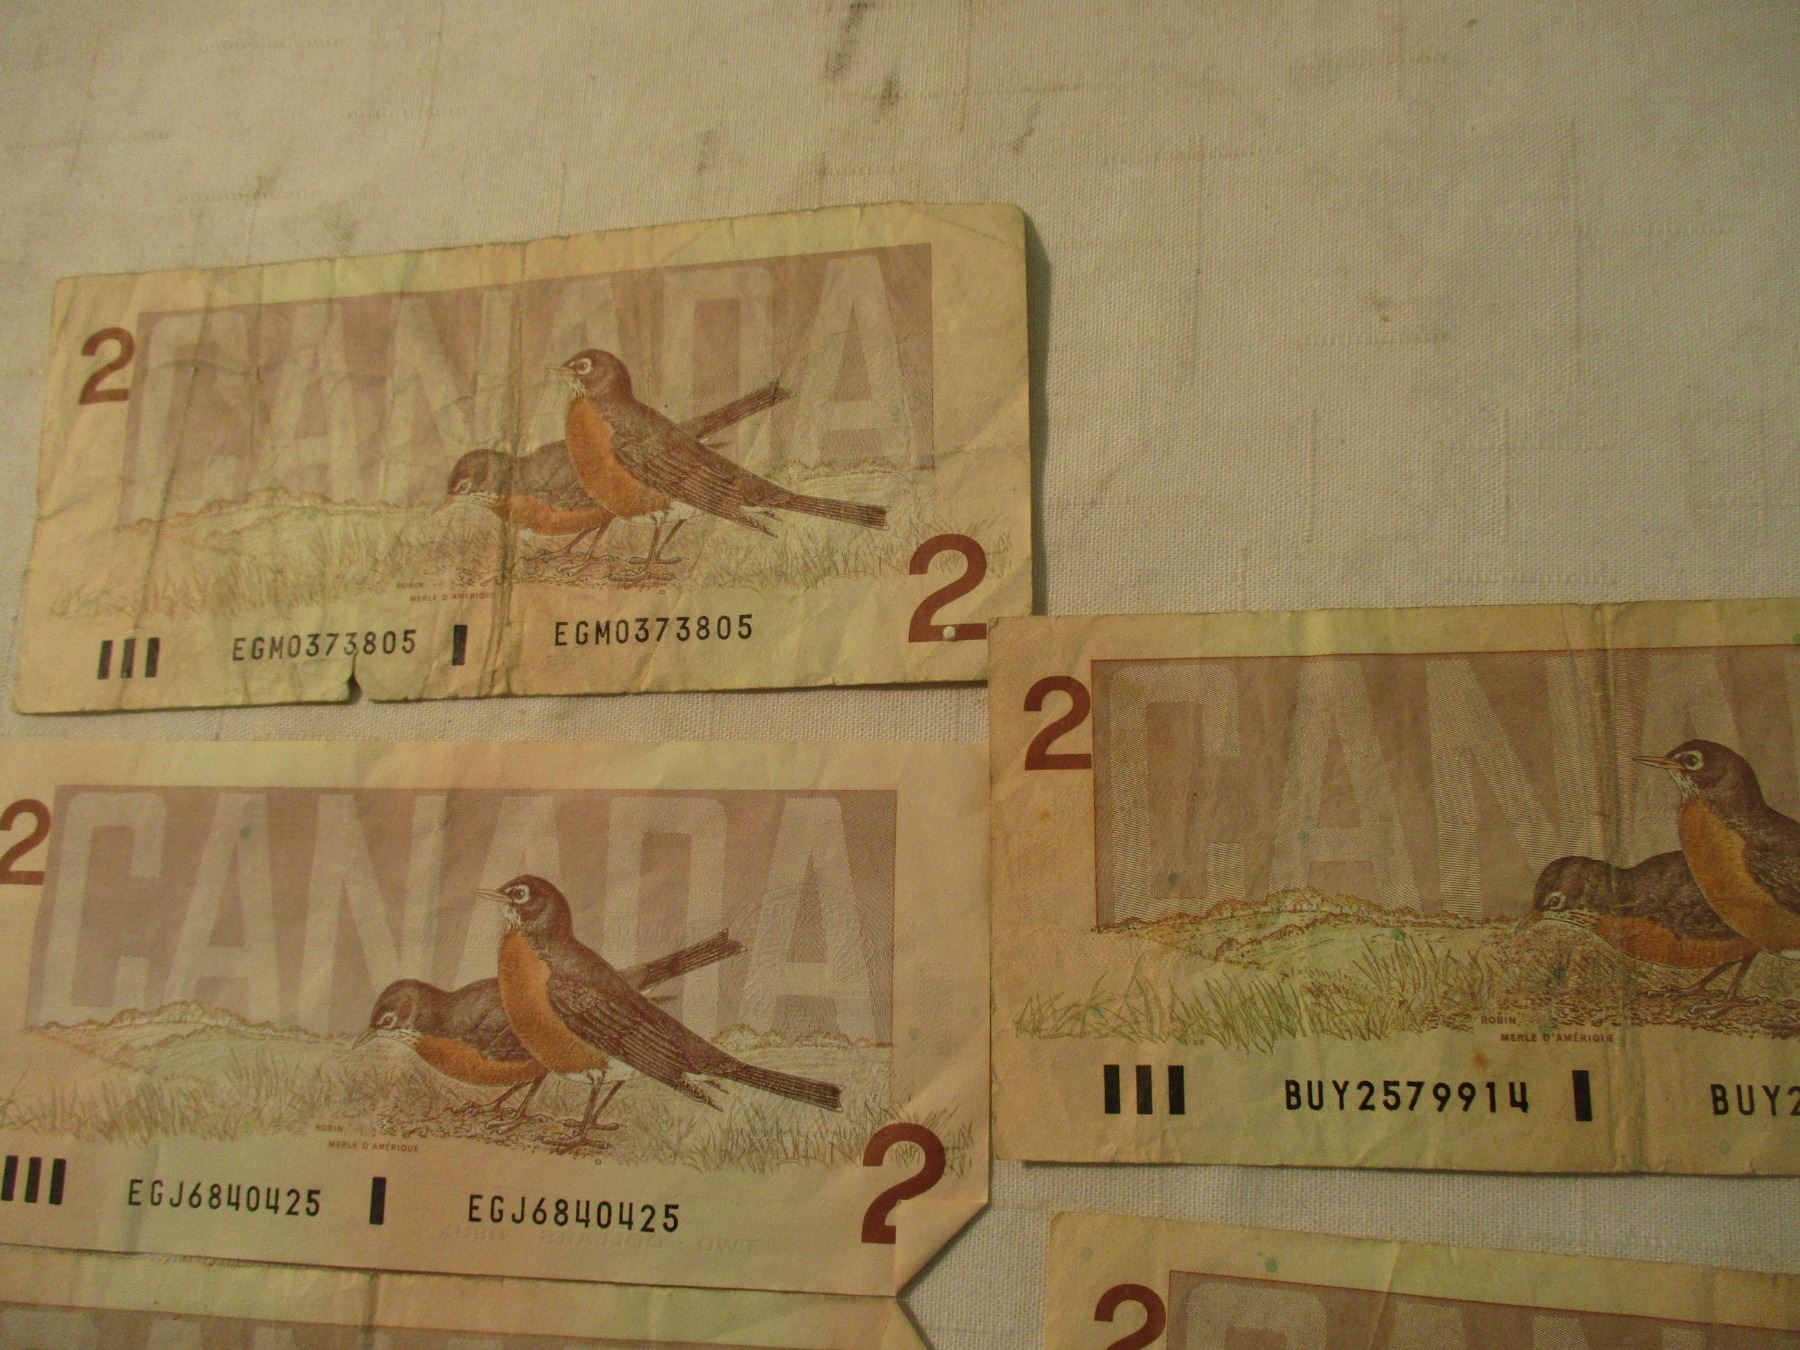 CANADA
2
ROBIN
MERLE D'AMÉRIQUE
2
EGM0373805 EGM0373805
CANADA
2
ROBIN
MERLE D'AMÉRIQUE
2
EGJ6840425 EGJ6840425
CANA
2
ROBIN
MERLE D'AMÉRIQUE
BUY2579914 BUY2
2